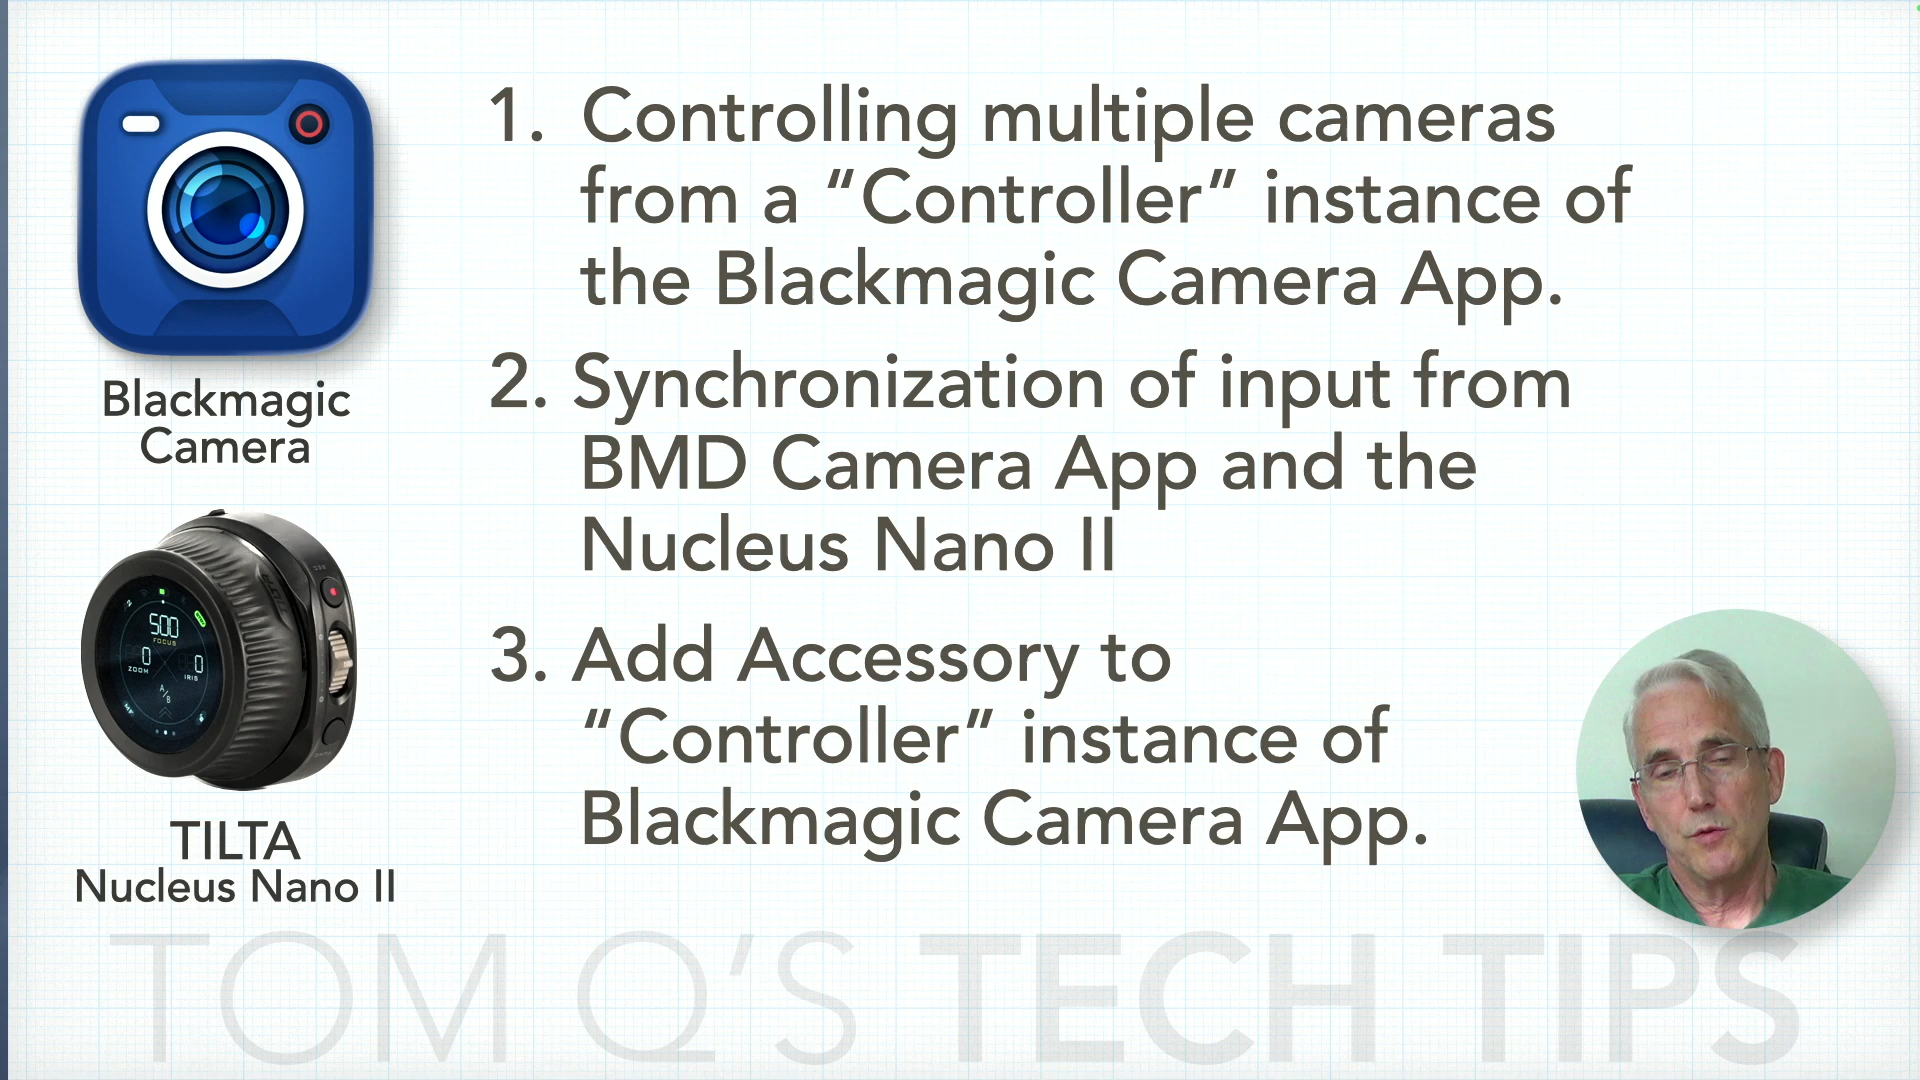 1. Controlling multiple cameras
from a “Controller” instance of
the Blackmagic Camera App.
2. Synchronization of input from
BMD Camera App and the
Nucleus Nano II
3. Add Accessory to
“Controller” instance of
Blackmagic Camera App.
Blackmagic
Camera
500
FOCUS
0
ZOOM
0
IRIS
A/B
TILTA
Nucleus Nano II
TOM Q’S TECH TIPS